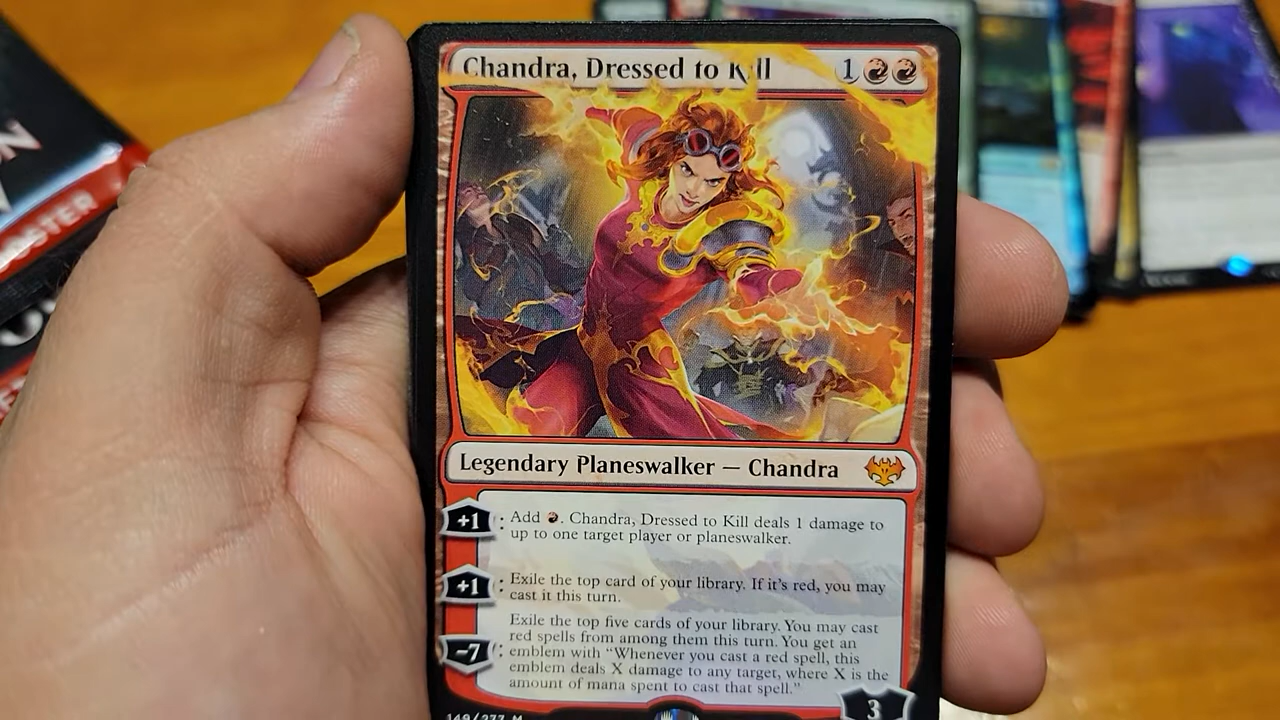 Chandra, Dressed to Kill 1
Legendary Planeswalker — Chandra
+1 : Add . Chandra, Dressed to Kill deals 1 damage to
up to one target player or planeswalker.
+1 : Exile the top card of your library. If it's red, you may
cast it this turn.
Exile the top five cards of your library. You may cast
red spells from among them this turn. You get an
−7 : emblem with “Whenever you cast a red spell, this
emblem deals X damage to any target, where X is the
amount of mana spent to cast that spell.”
149/277 M
3